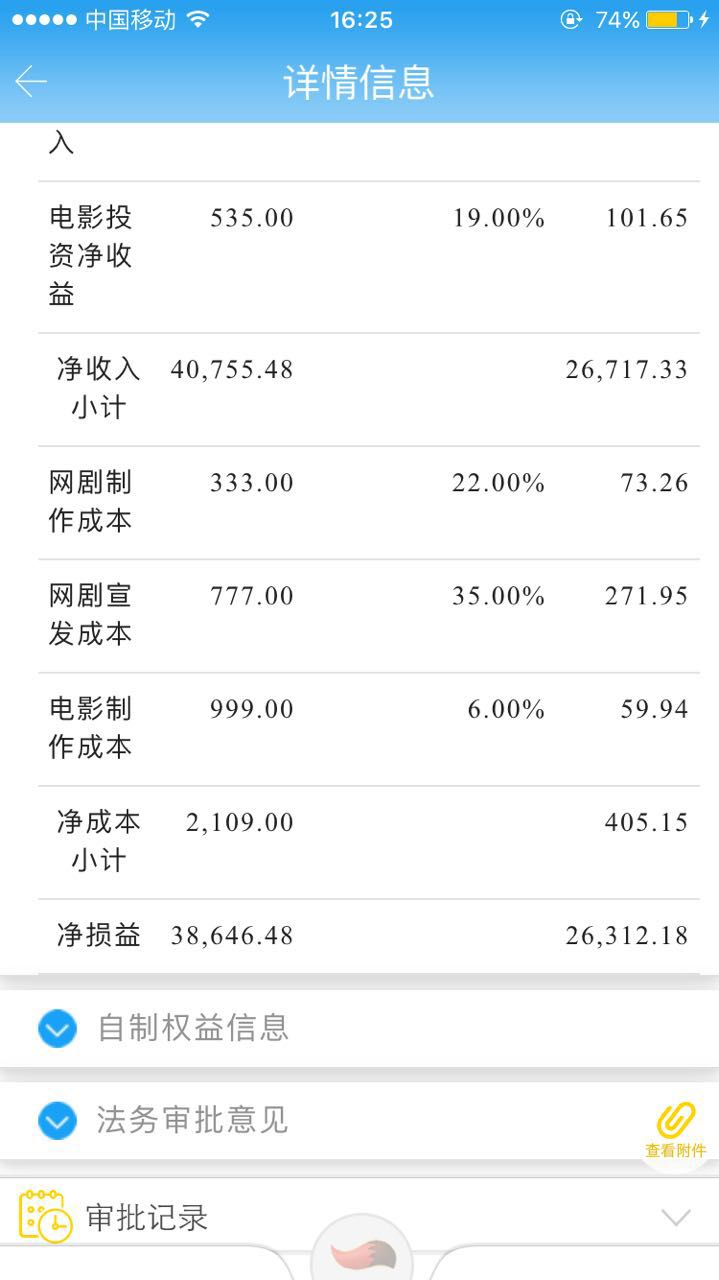 中国移动 16:25 74%
详情信息
入
电影投 535.00 19.00% 101.65
资净收
益
净收入 40,755.48 26,717.33
小计
网剧制 333.00 22.00% 73.26
作成本
网剧宣 777.00 35.00% 271.95
发成本
电影制 999.00 6.00% 59.94
作成本
净成本 2,109.00 405.15
小计
净损益 38,646.48 26,312.18
自制权益信息
法务审批意见
查看附件
审批记录